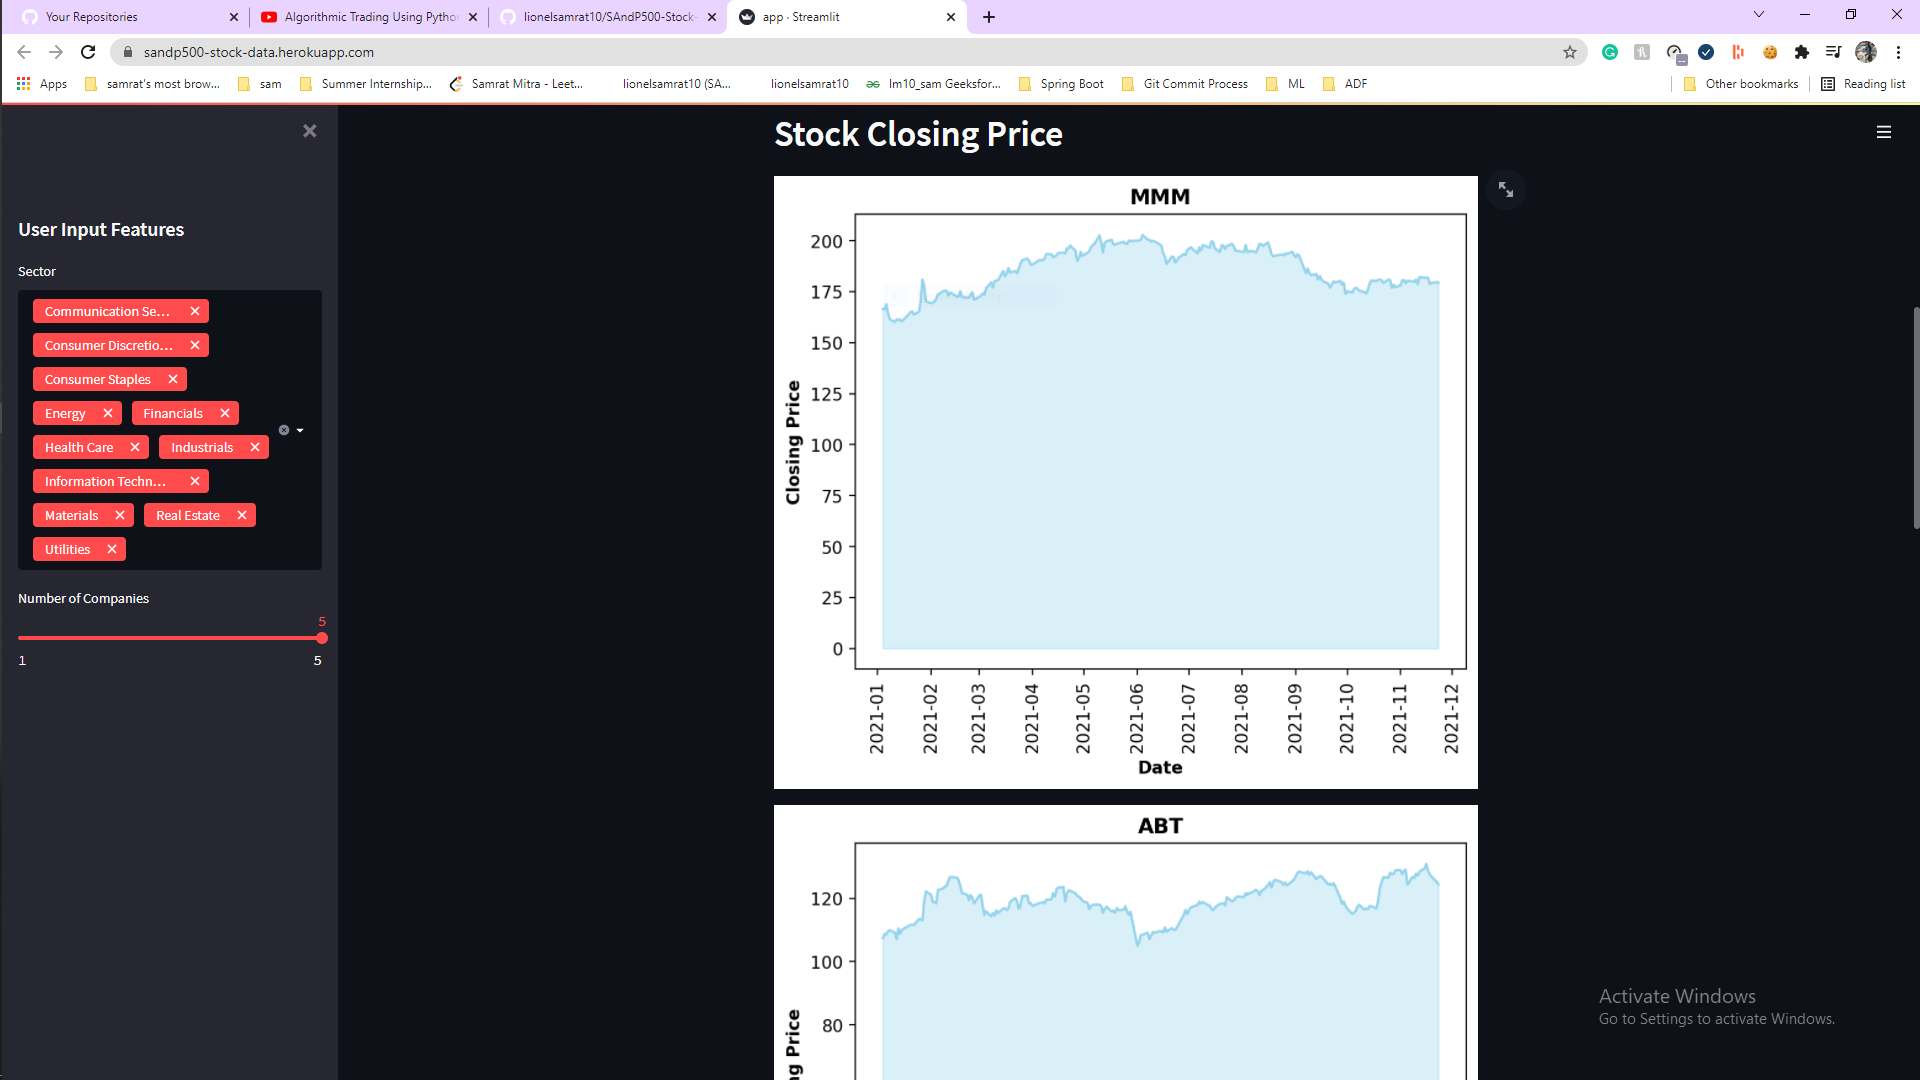 Your Repositories
Algorithmic Trading Using Pytho
lionelsamrat10/SAndP500-Stock-
app · Streamlit
sandp500-stock-data.herokuapp.com
Apps
samrat's most brow...
sam
Summer Internship...
Samrat Mitra - Leet...
lionelsamrat10 (SA...
lionelsamrat10
Im10_sam Geeksfor...
Spring Boot
Git Commit Process
ML
ADF
Other bookmarks
Reading list
User Input Features
Sector
Communication Se...
Consumer Discretio...
Consumer Staples
Energy
Financials
Health Care
Industrials
Information Techn...
Materials
Real Estate
Utilities
Number of Companies
5
1
5
Stock Closing Price
MMM
200
175
150
125
100
75
50
25
0
Closing Price
2021-01
2021-02
2021-03
2021-04
2021-05
2021-06
2021-07
2021-08
2021-09
2021-10
2021-11
2021-12
Date
ABT
120
100
80
ng Price
Activate Windows
Go to Settings to activate Windows.